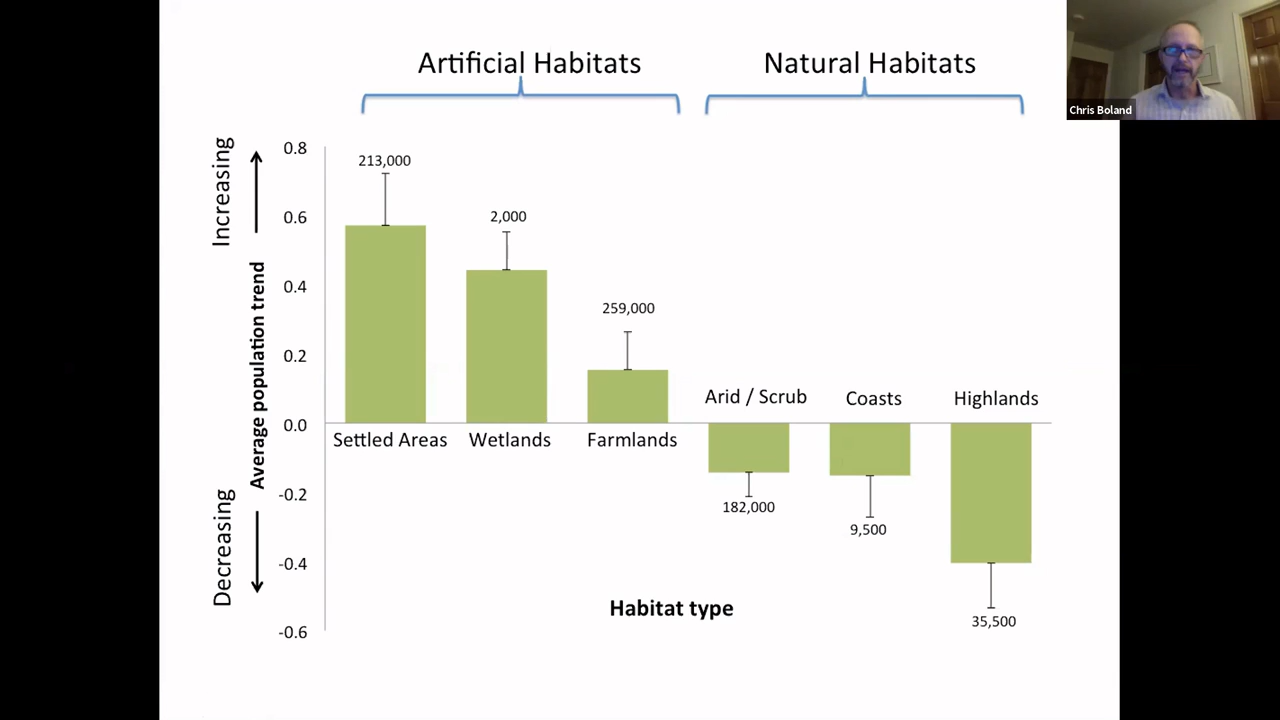 Artificial Habitats
Natural Habitats
Chris Boland
Increasing
Average population trend
Decreasing
0.8
0.6
0.4
0.2
0.0
-0.2
-0.4
-0.6
213,000
2,000
259,000
Settled Areas
Wetlands
Farmlands
Arid / Scrub
Coasts
Highlands
182,000
9,500
35,500
Habitat type